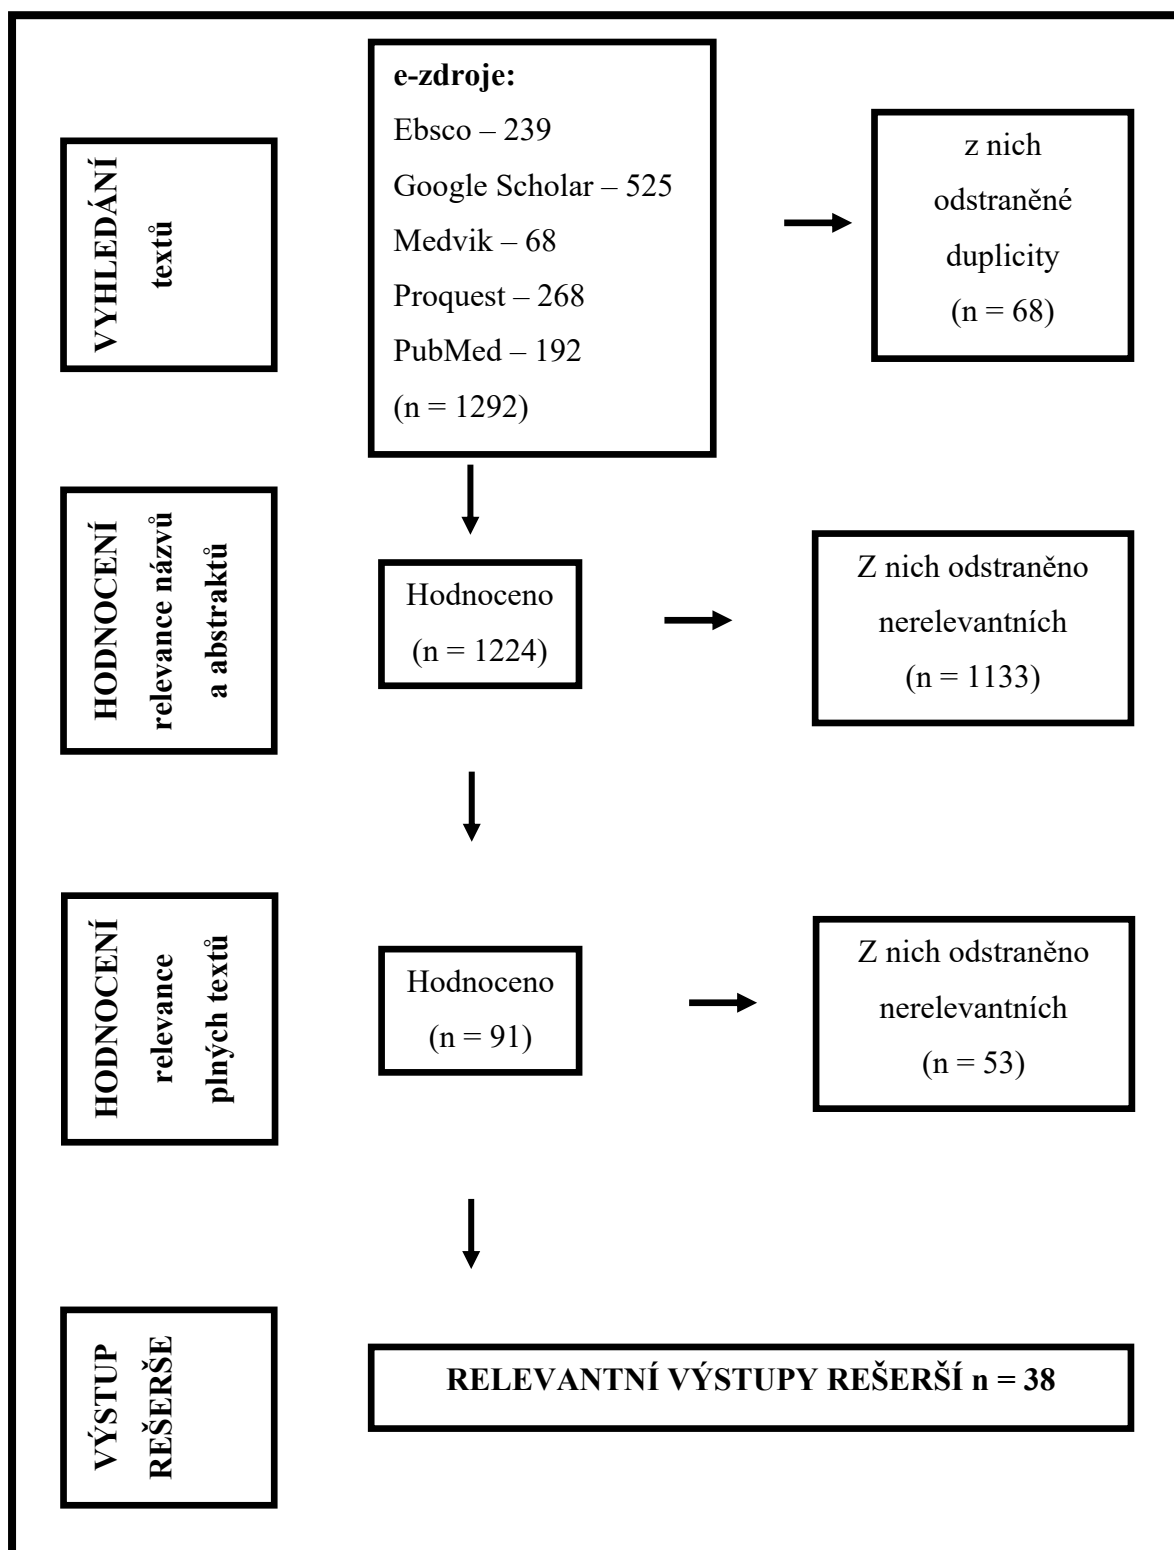 VYHLEDÁNÍ
textů
e-zdroje:
Ebsco – 239
Google Scholar – 525
Medvik – 68
Proquest – 268
PubMed – 192
(n = 1292)
z nich
odstraněné
duplicity
(n = 68)
HODNOCENÍ
relevance názvů
a abstraktů
Hodnoceno
(n = 1224)
Z nich odstraněno
nerelevantních
(n = 1133)
HODNOCENÍ
relevance
plných textů
Hodnoceno
(n = 91)
Z nich odstraněno
nerelevantních
(n = 53)
VÝSTUP
REŠERŠE
RELEVANTNÍ VÝSTUPY REŠERŠÍ n = 38